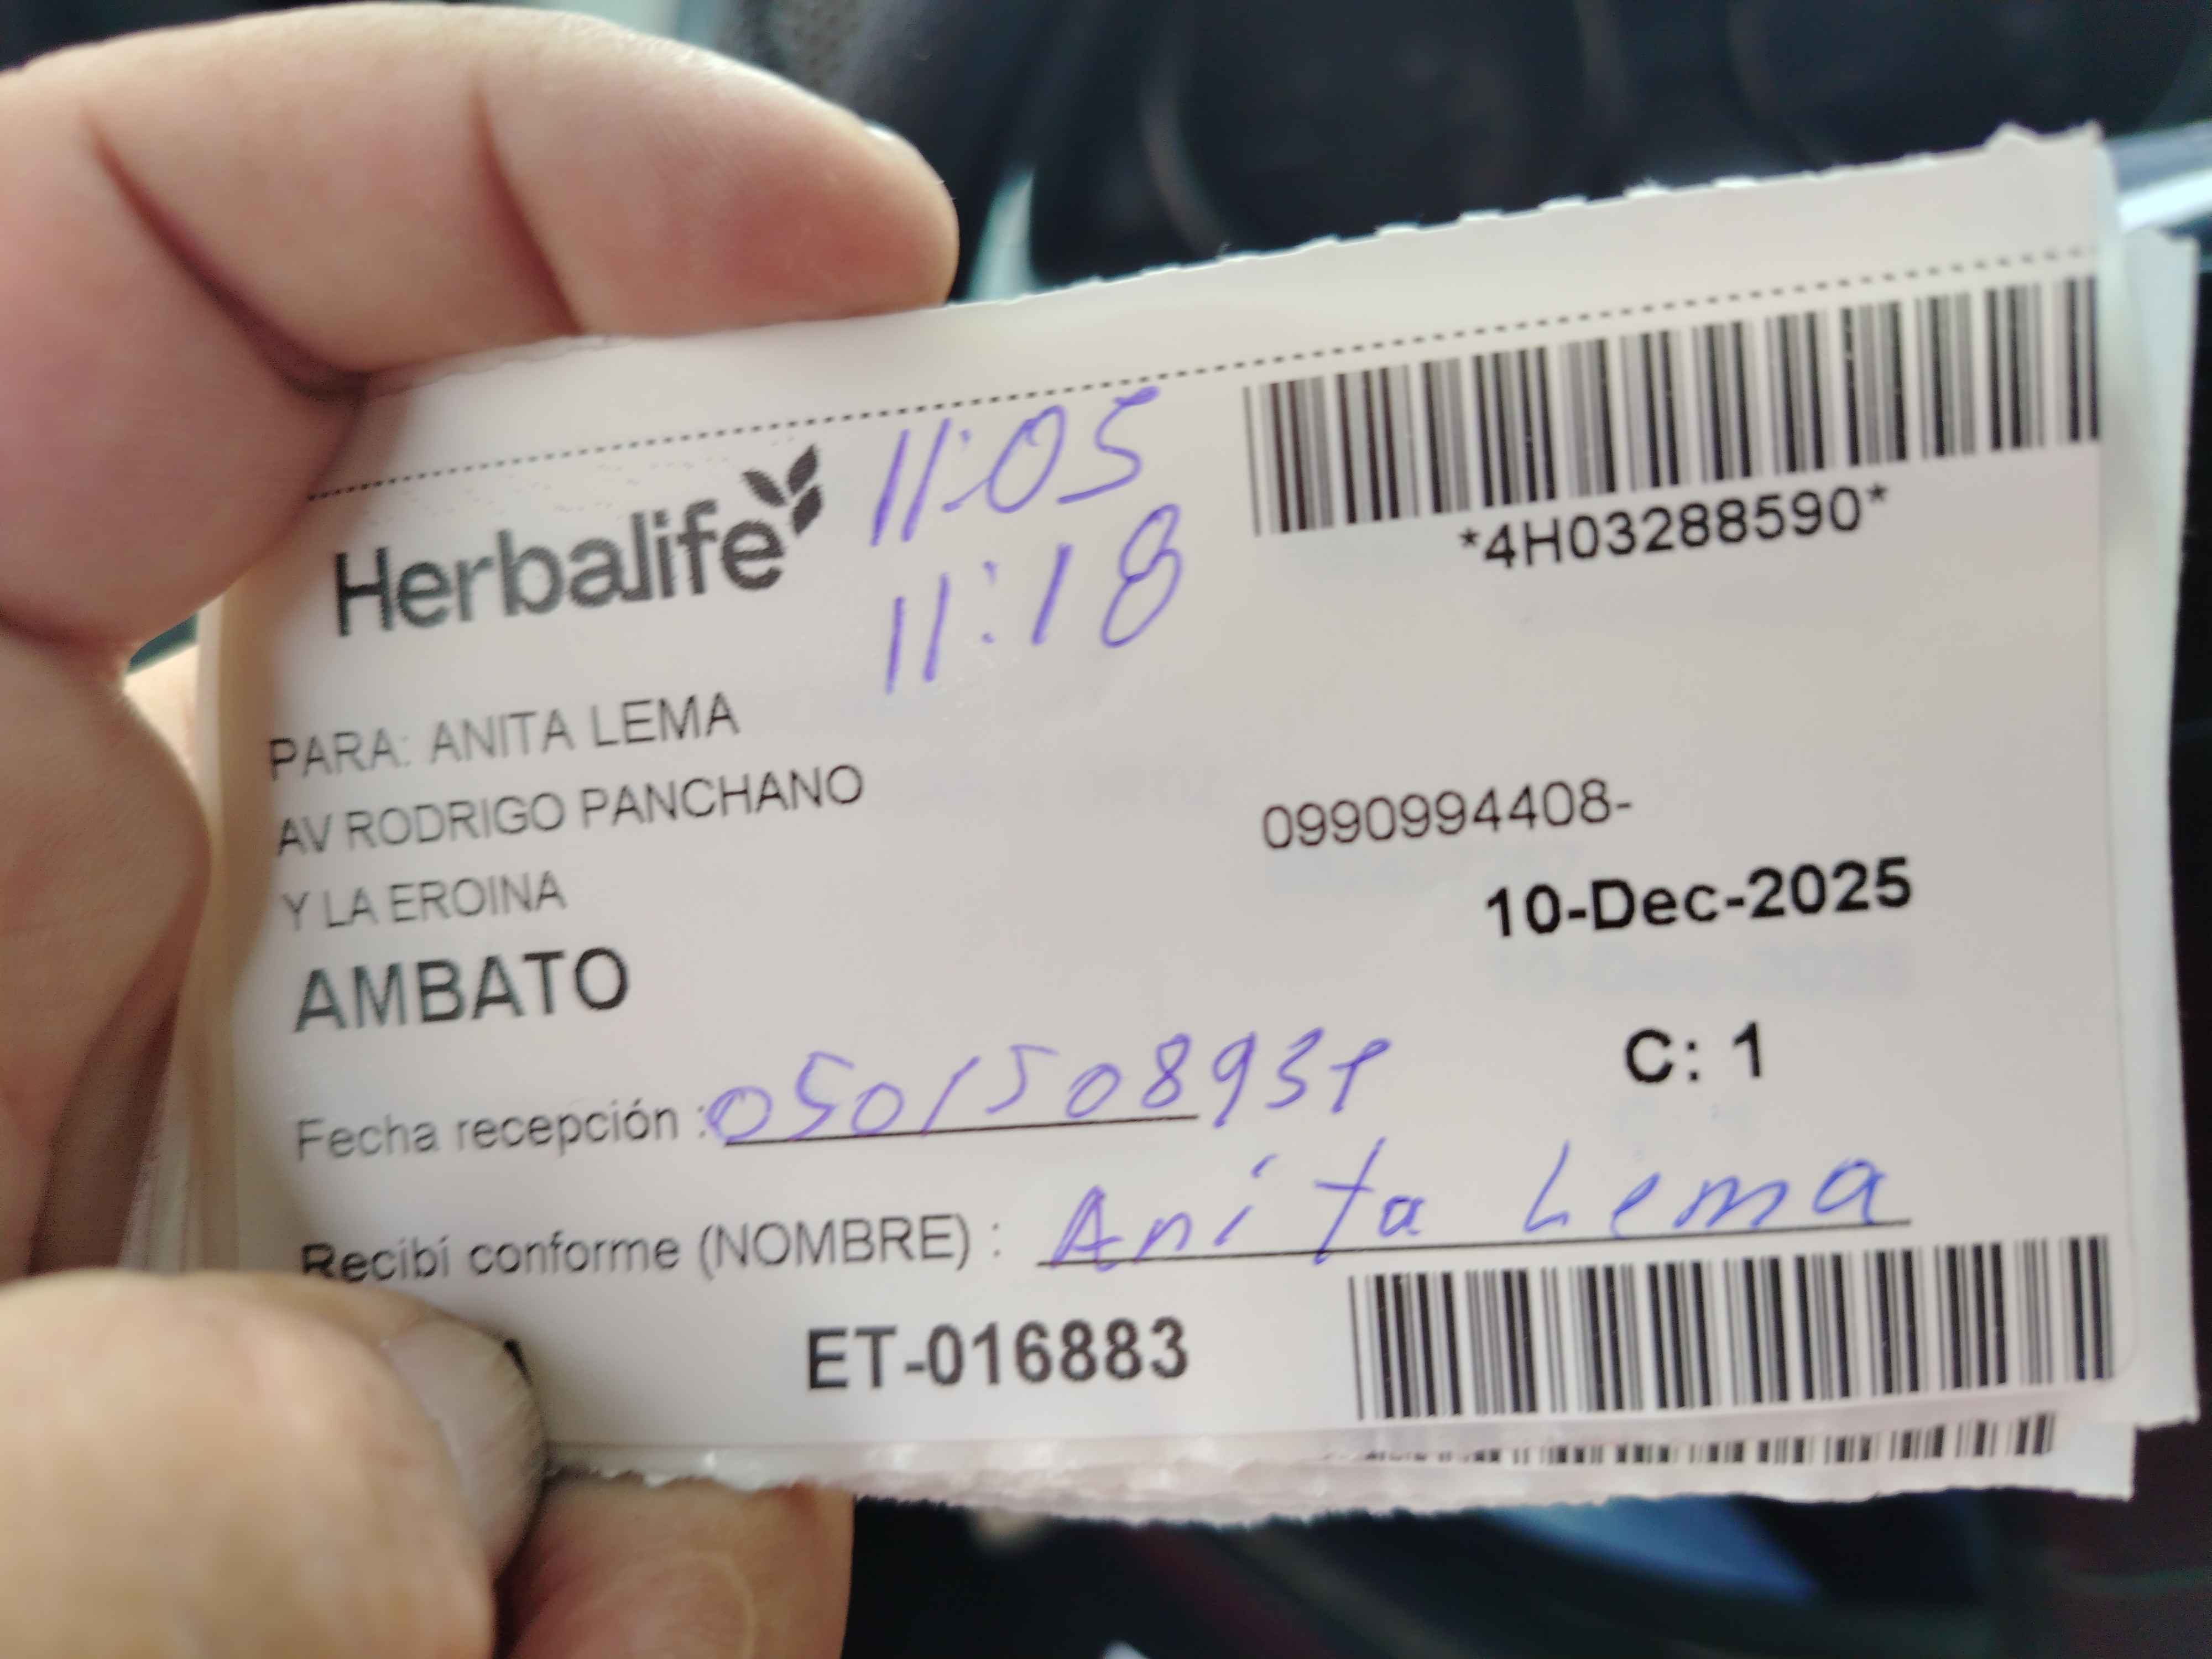 Herbalife
11:05
11:18
*4H03288590*
PARA: ANITA LEMA
AV RODRIGO PANCHANO
Y LA EROINA
AMBATO
0990994408-
10-Dec-2025
C: 1
Fecha recepción :
Recibí conforme (NOMBRE) : Anita Lema
ET-016883